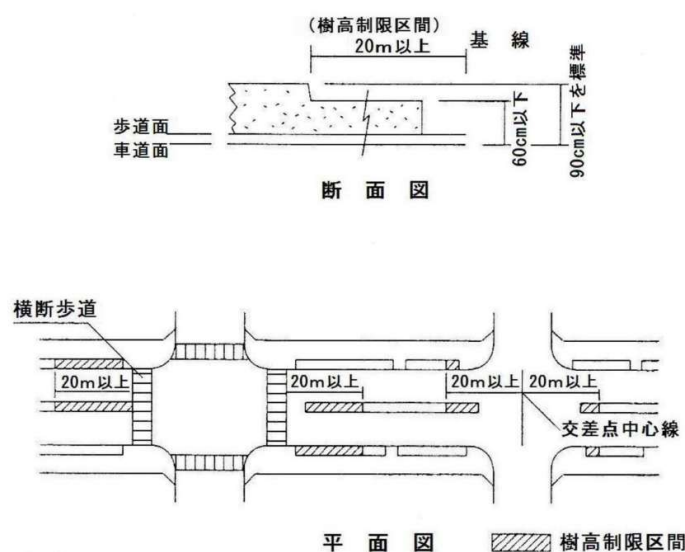 (樹高制限区間)
20m以上
基線
歩道面
車道面
60cm以下
90cm以下を標準
断面図
横断歩道
20m以上
20m以上
20m以上
20m以上
交差点中心線
平面図
樹高制限区間